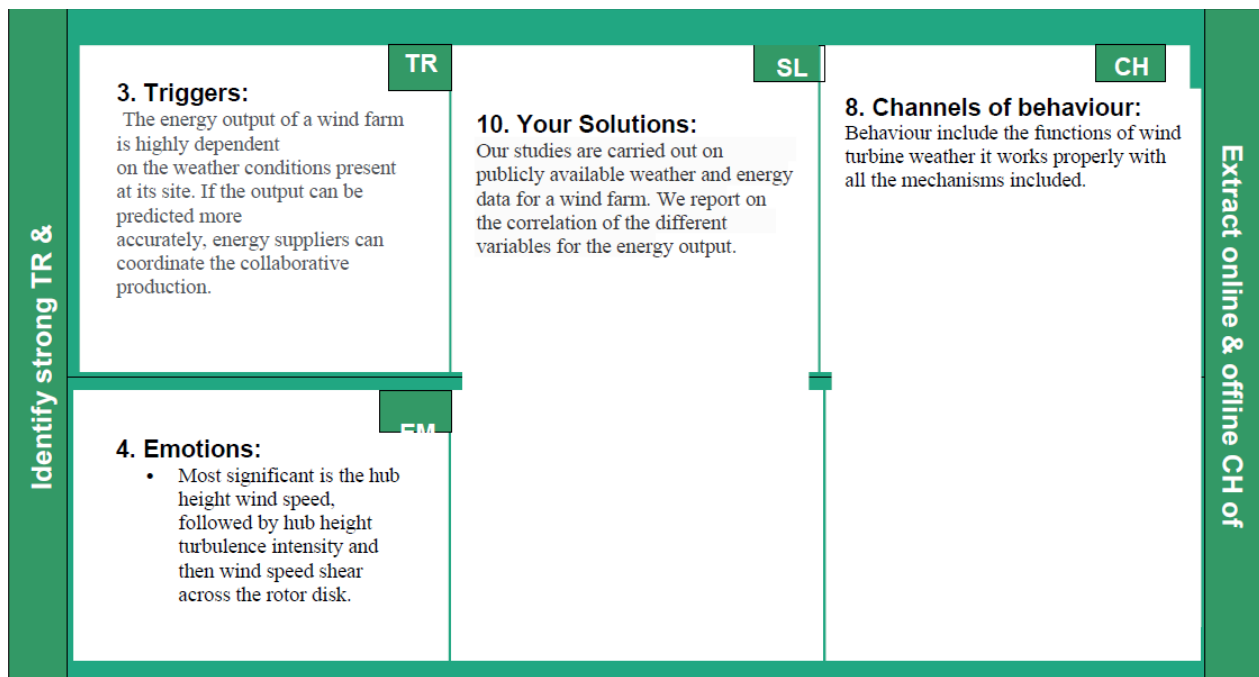 Identify strong TR &
TR
3. Triggers:
The energy output of a wind farm
is highly dependent
on the weather conditions present
at its site. If the output can be
predicted more
accurately, energy suppliers can
coordinate the collaborative
production.
EM
4. Emotions:
• Most significant is the hub
height wind speed,
followed by hub height
turbulence intensity and
then wind speed shear
across the rotor disk.
SL
10. Your Solutions:
Our studies are carried out on
publicly available weather and energy
data for a wind farm. We report on
the correlation of the different
variables for the energy output.
CH
8. Channels of behaviour:
Behaviour include the functions of wind
turbine weather it works properly with
all the mechanisms included.
Extract online & offline CH of